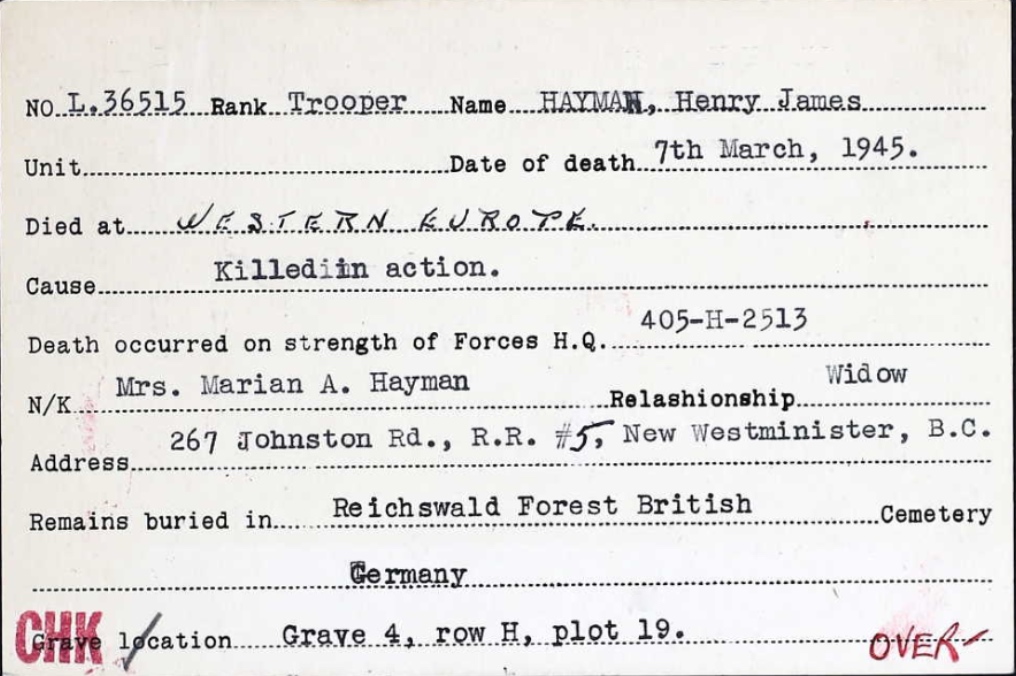 NO. L.36515 Rank Trooper Name HAYMAN, Henry James
Unit Date of death 7th March, 1945.
Died at WESTERN EUROPE.
Cause Killediin action.
Death occurred on strength of Forces H.Q. 405-H-2513
N/K Mrs. Marian A. Hayman Relashionship Widow
Address 267 Johnston Rd., R.R. #5, New Westminister, B.C.
Remains buried in Reichswald Forest British Cemetery
Germany
CHK Grave location Grave 4, row H, plot 19. OVER-